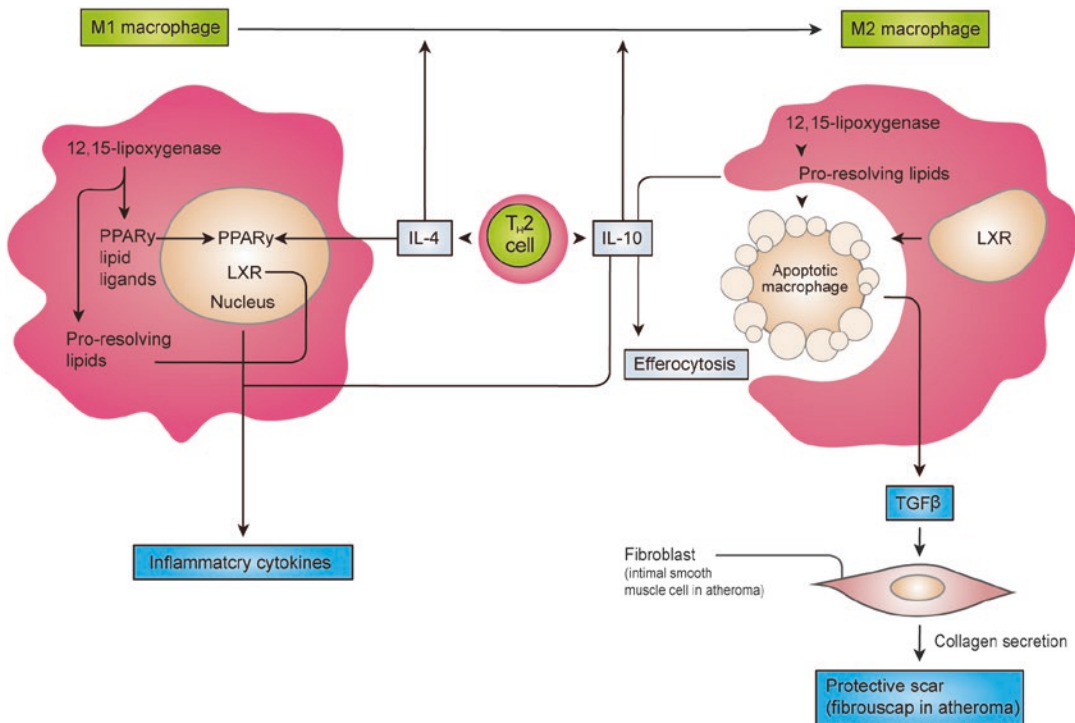 M1 macrophage
M2 macrophage
12,15-lipoxygenase
PPARγ
lipid
ligands
PPARγ
LXR
Nucleus
Pro-resolving
lipids
IL-4
TH2
cell
IL-10
Efferocytosis
12,15-lipoxygenase
Pro-resolving lipids
Apoptotic
macrophage
LXR
Inflammatcry cytokines
TGFβ
Fibroblast
(intimal smooth
muscle cell in atheroma)
Collagen secretion
Protective scar
(fibrouscap in atheroma)